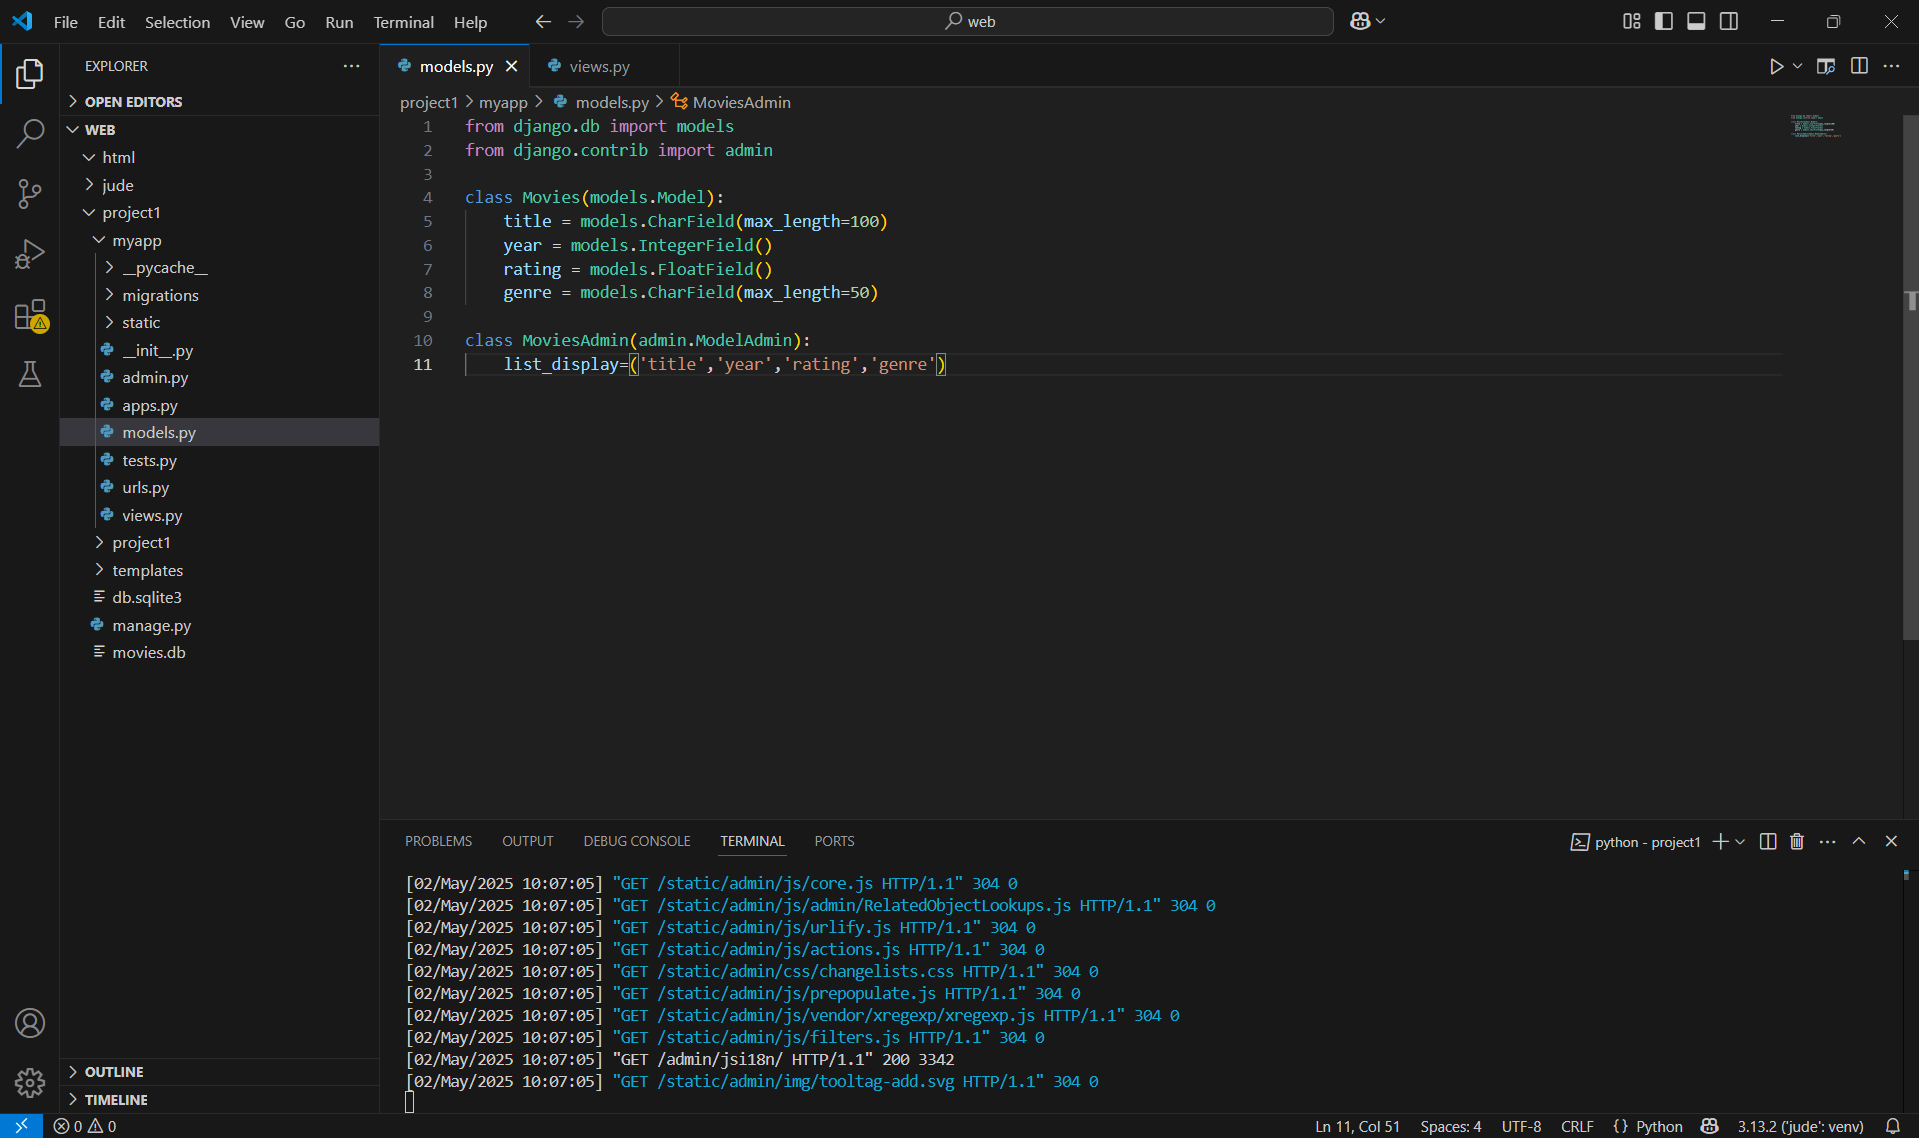 File Edit Selection View Go Run Terminal Help
web
EXPLORER
OPEN EDITORS
WEB
html
jude
project1
myapp
__pycache__
migrations
static
__init__.py
admin.py
apps.py
models.py
tests.py
urls.py
views.py
project1
templates
db.sqlite3
manage.py
movies.db
OUTLINE
TIMELINE
models.py views.py
project1 > myapp > models.py > MoviesAdmin
1 from django.db import models
2 from django.contrib import admin
3
4 class Movies(models.Model):
5 title = models.CharField(max_length=100)
6 year = models.IntegerField()
7 rating = models.FloatField()
8 genre = models.CharField(max_length=50)
9
10 class MoviesAdmin(admin.ModelAdmin):
11 list_display=('title','year','rating','genre')
PROBLEMS OUTPUT DEBUG CONSOLE TERMINAL PORTS
python - project1
[02/May/2025 10:07:05] "GET /static/admin/js/core.js HTTP/1.1" 304 0
[02/May/2025 10:07:05] "GET /static/admin/js/admin/RelatedObjectLookups.js HTTP/1.1" 304 0
[02/May/2025 10:07:05] "GET /static/admin/js/urlify.js HTTP/1.1" 304 0
[02/May/2025 10:07:05] "GET /static/admin/js/actions.js HTTP/1.1" 304 0
[02/May/2025 10:07:05] "GET /static/admin/css/changelists.css HTTP/1.1" 304 0
[02/May/2025 10:07:05] "GET /static/admin/js/prepopulate.js HTTP/1.1" 304 0
[02/May/2025 10:07:05] "GET /static/admin/js/vendor/xregexp/xregexp.js HTTP/1.1" 304 0
[02/May/2025 10:07:05] "GET /static/admin/js/filters.js HTTP/1.1" 304 0
[02/May/2025 10:07:05] "GET /admin/jsi18n/ HTTP/1.1" 200 3342
[02/May/2025 10:07:05] "GET /static/admin/img/tooltag-add.svg HTTP/1.1" 304 0
0 0
Ln 11, Col 51 Spaces: 4 UTF-8 CRLF {} Python 3.13.2 ('jude': venv)